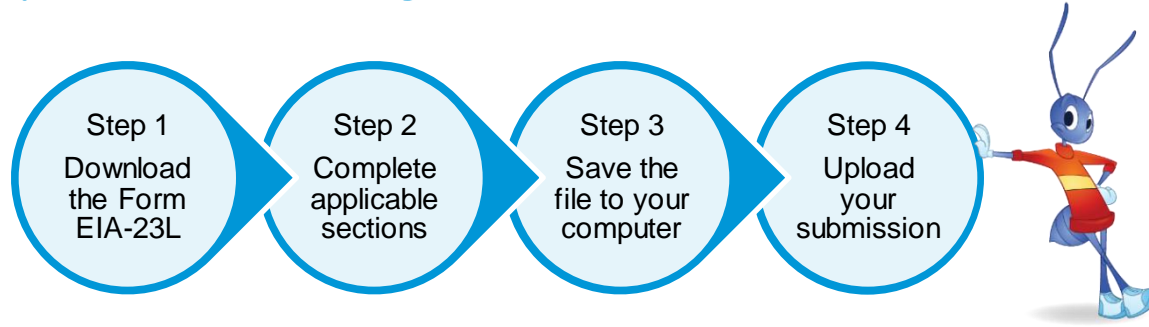 Step 1
Download
the Form
EIA-23L
Step 2
Complete
applicable
sections
Step 3
Save the
file to your
computer
Step 4
Upload
your
submission